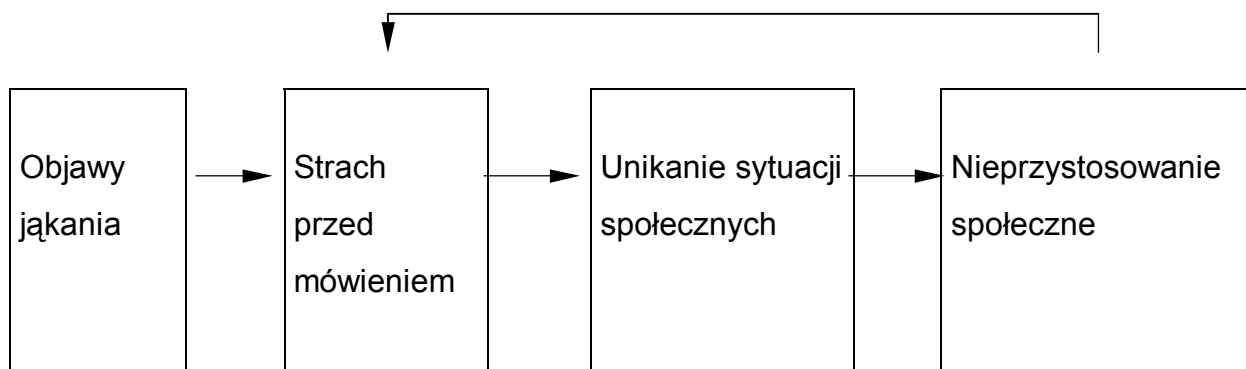 Objawy
jąkania
Strach
przed
mówieniem
Unikanie sytuacji
społecznych
Nieprzystosowanie
społeczne